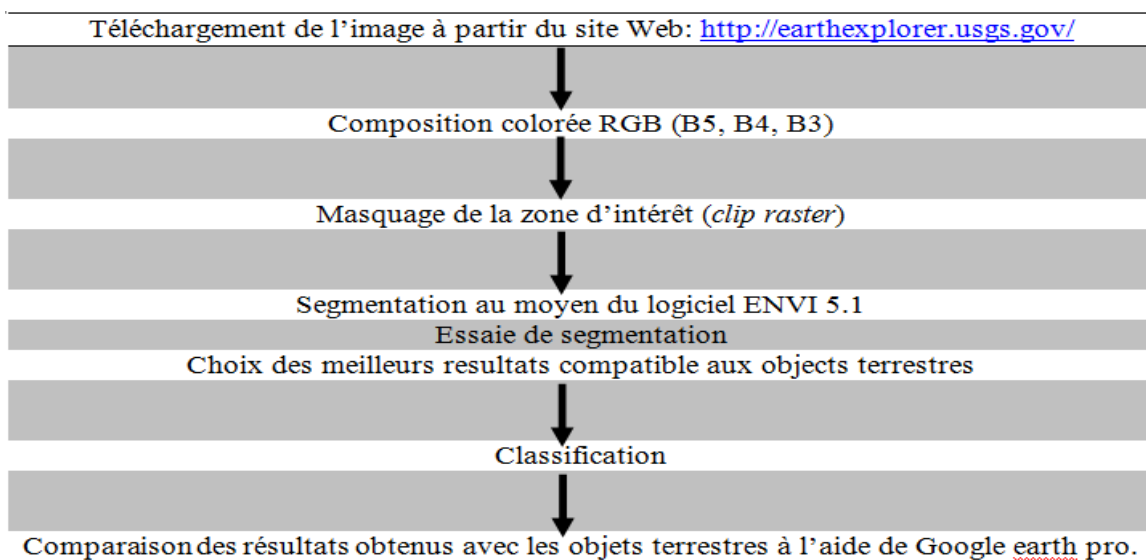 Téléchargement de l’image à partir du site Web: http://earthexplorer.usgs.gov/
Composition colorée RGB (B5, B4, B3)
Masquage de la zone d’intérêt (clip raster)
Segmentation au moyen du logiciel ENVI 5.1
Essaie de segmentation
Choix des meilleurs resultats compatible aux objects terrestres
Classification
Comparaison des résultats obtenus avec les objets terrestres à l’aide de Google earth pro.